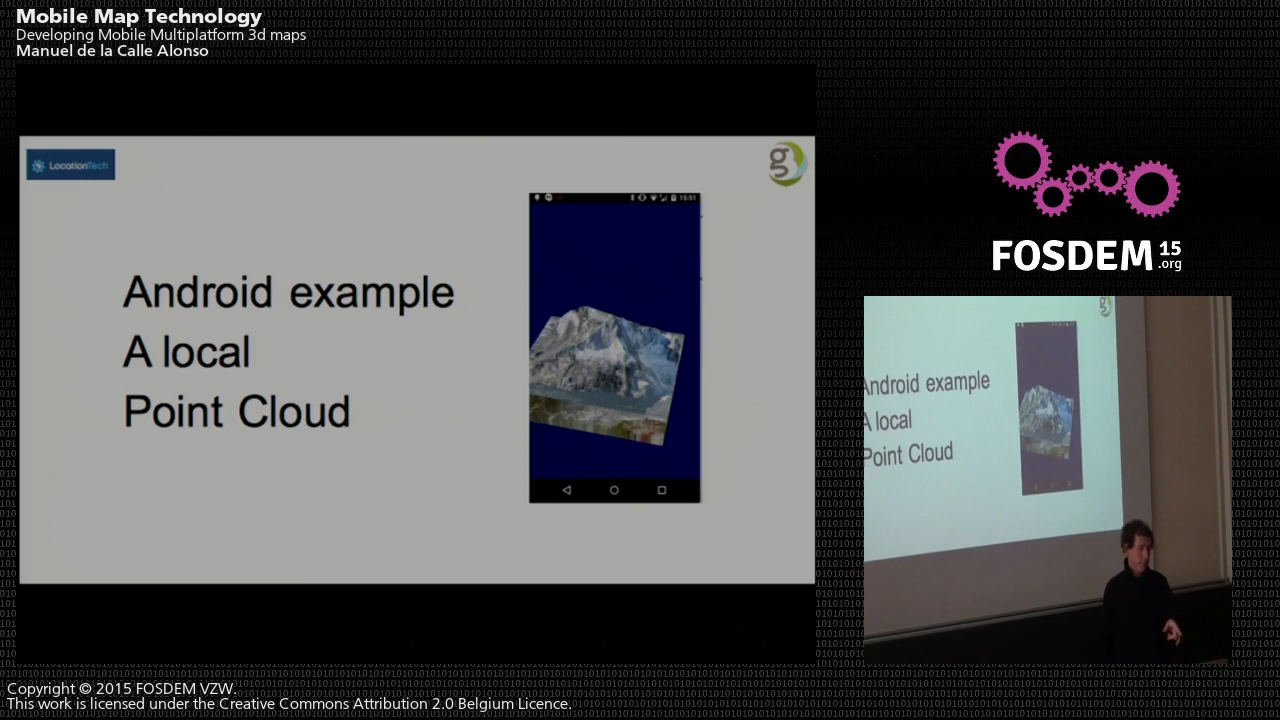 Mobile Map Technology
Developing Mobile Multiplatform 3d maps
Manuel de la Calle Alonso
LocationTech
g
15:51
Android example
A local
Point Cloud
FOSDEM 15
.org
g
Android example
A local
Point Cloud
Copyright © 2015 FOSDEM VZW.
This work is licensed under the Creative Commons Attribution 2.0 Belgium Licence.